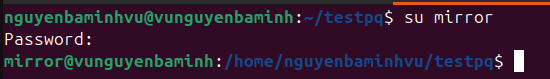 nguyenbaminhvu@vunguyenbaminh:~/testpq$ su mirror
Password:
mirror@vunguyenbaminh:/home/nguyenbaminhvu/testpq$